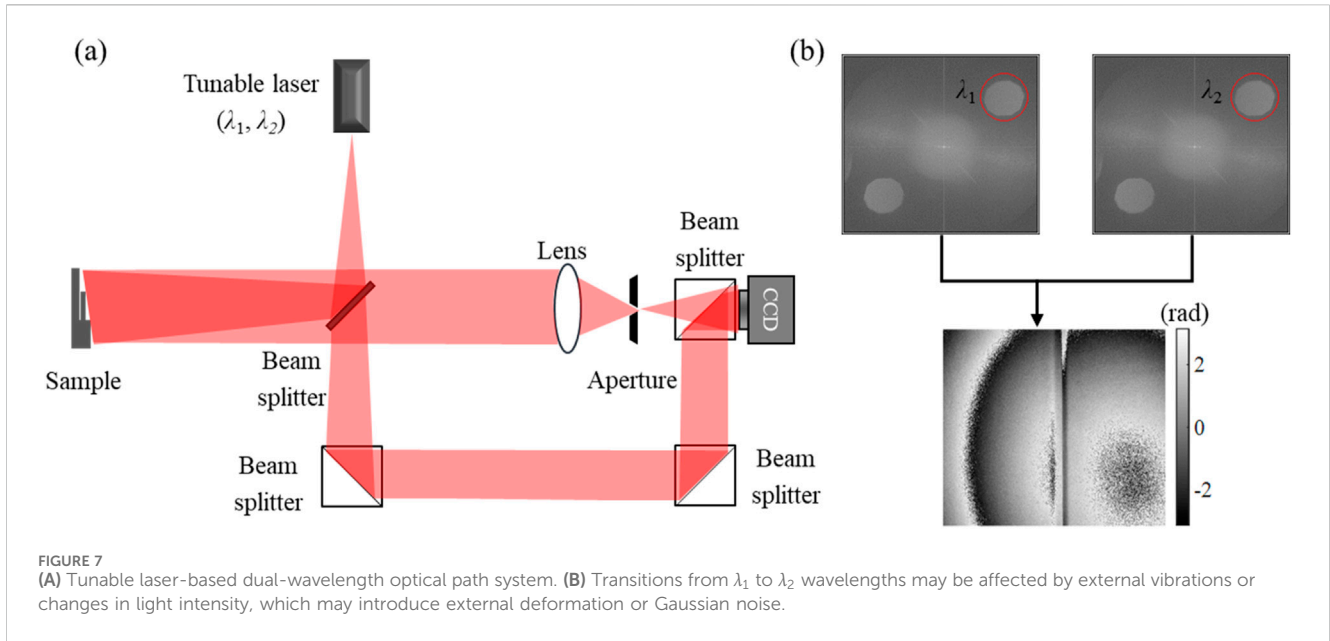 (a)
Tunable laser
(λ1, λ2)
Sample
Beam
splitter
Lens
Aperture
Beam
splitter
CCD
Beam
splitter
Beam
splitter
(b)
λ1
λ2
(rad)
2
0
-2
FIGURE 7
(A) Tunable laser-based dual-wavelength optical path system. (B) Transitions from λ1 to λ2 wavelengths may be affected by external vibrations or
changes in light intensity, which may introduce external deformation or Gaussian noise.